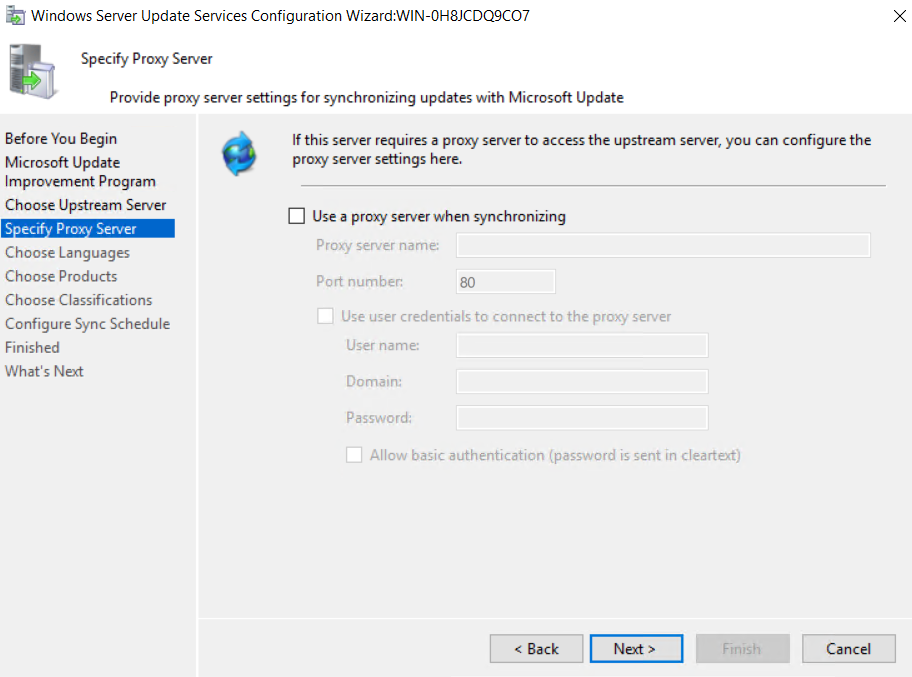 Windows Server Update Services Configuration Wizard:WIN-0H8JCDQ9CO7
Specify Proxy Server
Provide proxy server settings for synchronizing updates with Microsoft Update
Before You Begin
Microsoft Update
Improvement Program
Choose Upstream Server
Specify Proxy Server
Choose Languages
Choose Products
Choose Classifications
Configure Sync Schedule
Finished
What's Next
If this server requires a proxy server to access the upstream server, you can configure the
proxy server settings here.
Use a proxy server when synchronizing
Proxy server name:
Port number: 80
Use user credentials to connect to the proxy server
User name:
Domain:
Password:
Allow basic authentication (password is sent in cleartext)
< Back Next > Finish Cancel